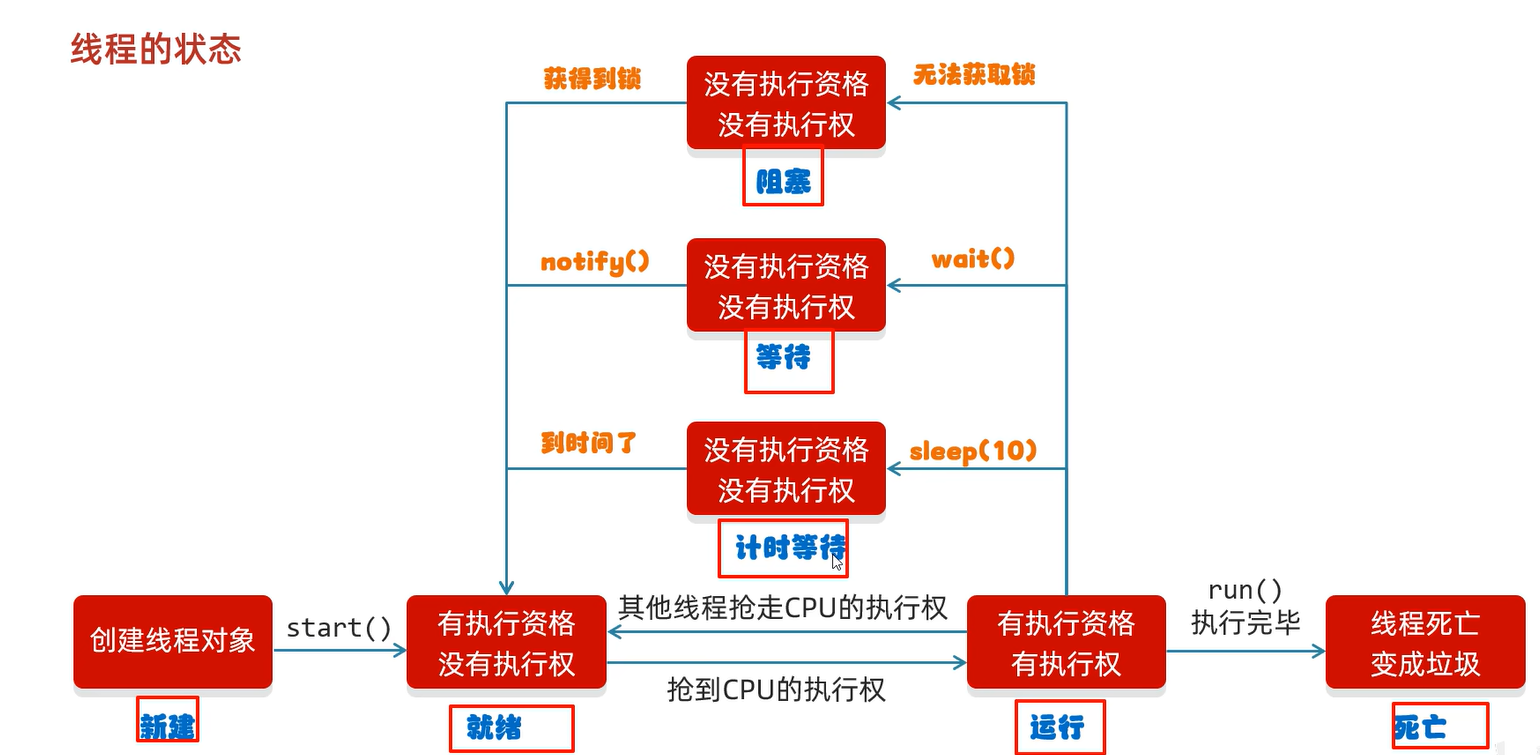 线程的状态
获得到锁
没有执行资格
没有执行权
无法获取锁
阻塞
notify()
没有执行资格
没有执行权
wait()
等待
到时间了
没有执行资格
没有执行权
sleep(10)
计时等待
创建线程对象
start()
有执行资格
没有执行权
其他线程抢走CPU的执行权
抢到CPU的执行权
有执行资格
有执行权
run()
执行完毕
线程死亡
变成垃圾
新建
就绪
运行
死亡